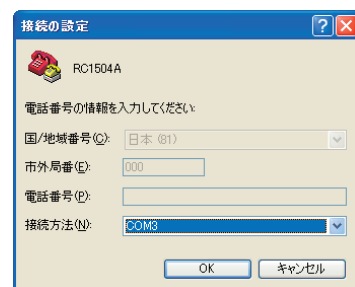 接続の設定
RC1504A
電話番号の情報を入力してください:
国/地域番号(C): 日本 (81)
市外局番(E): 000
電話番号(P):
接続方法(N): COM3
OK キャンセル